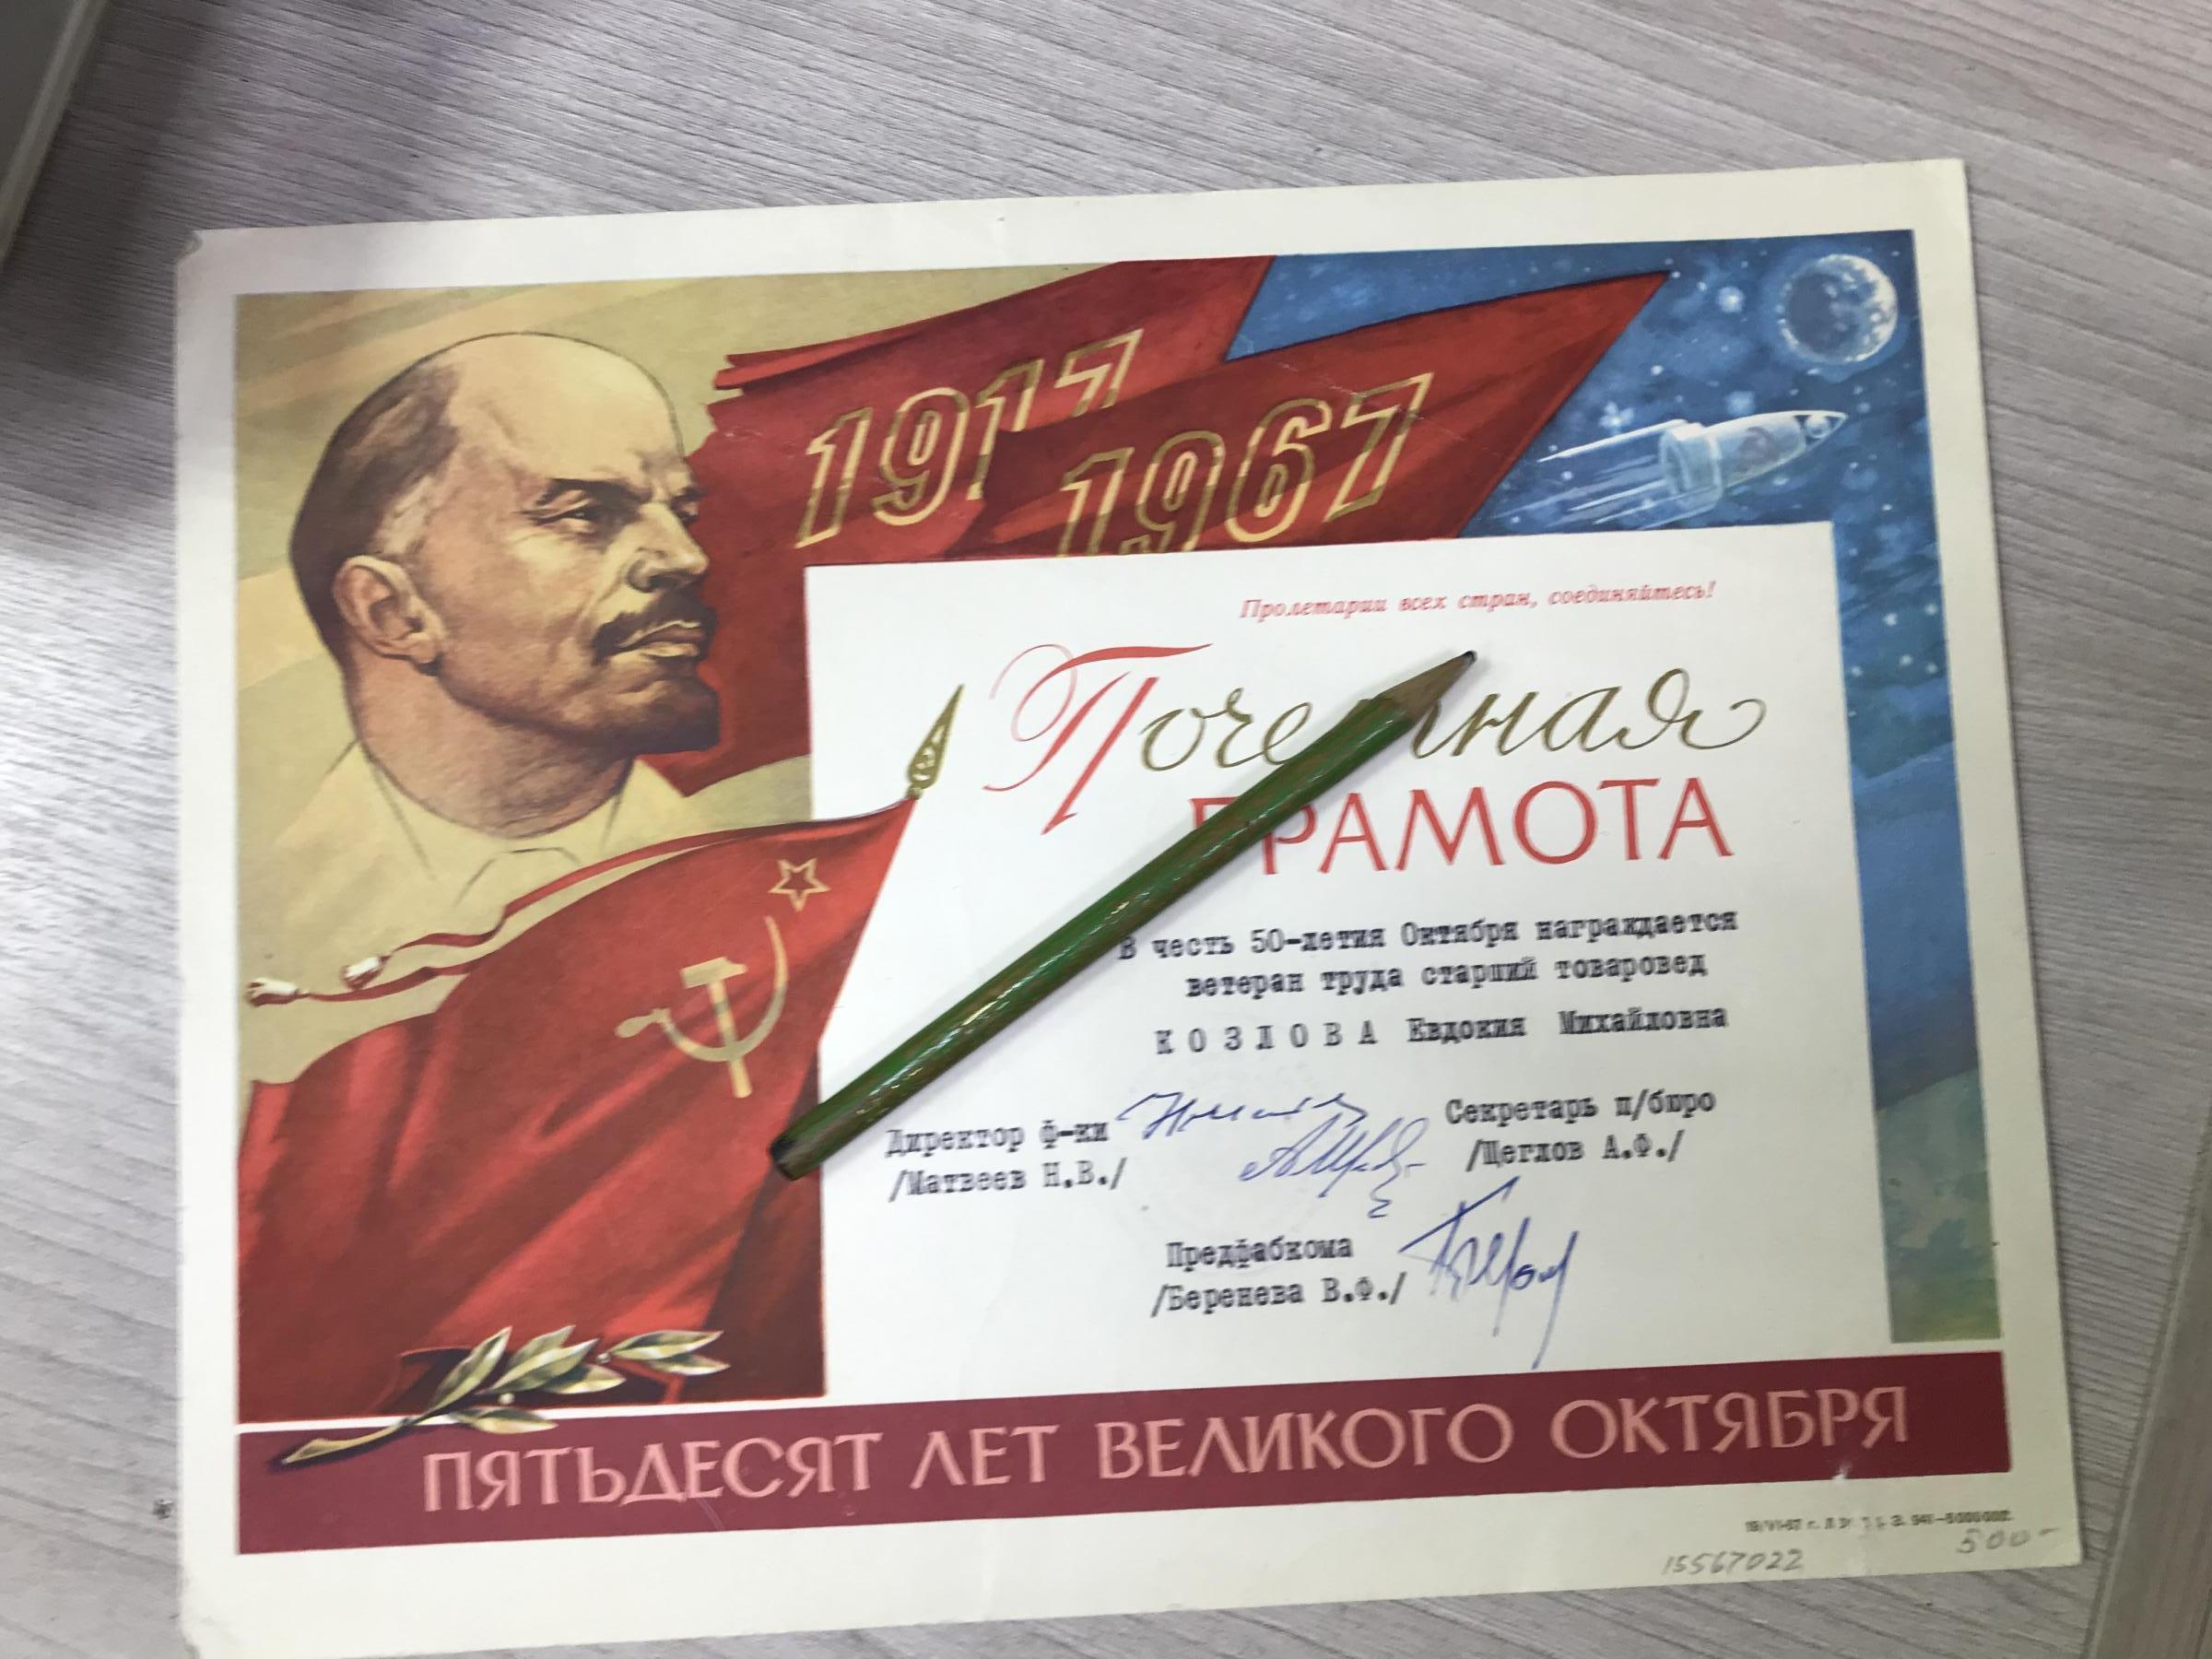 1917
1967
Пролетарии всех стран, соединяйтесь!
Почетная
ГРАМОТА
В честь 50-летия Октября награждается
ветеран труда старший товаровед
КОЗЛОВА Евдокия Михайловна
Директор ф-ки
/Матвеев Н.В./
Секретарь п/бюро
/Щеглов А.Ф./
Предфабкома
/Беренева В.Ф./
ПЯТЬДЕСЯТ ЛЕТ ВЕЛИКОГО ОКТЯБРЯ
15567022
500-